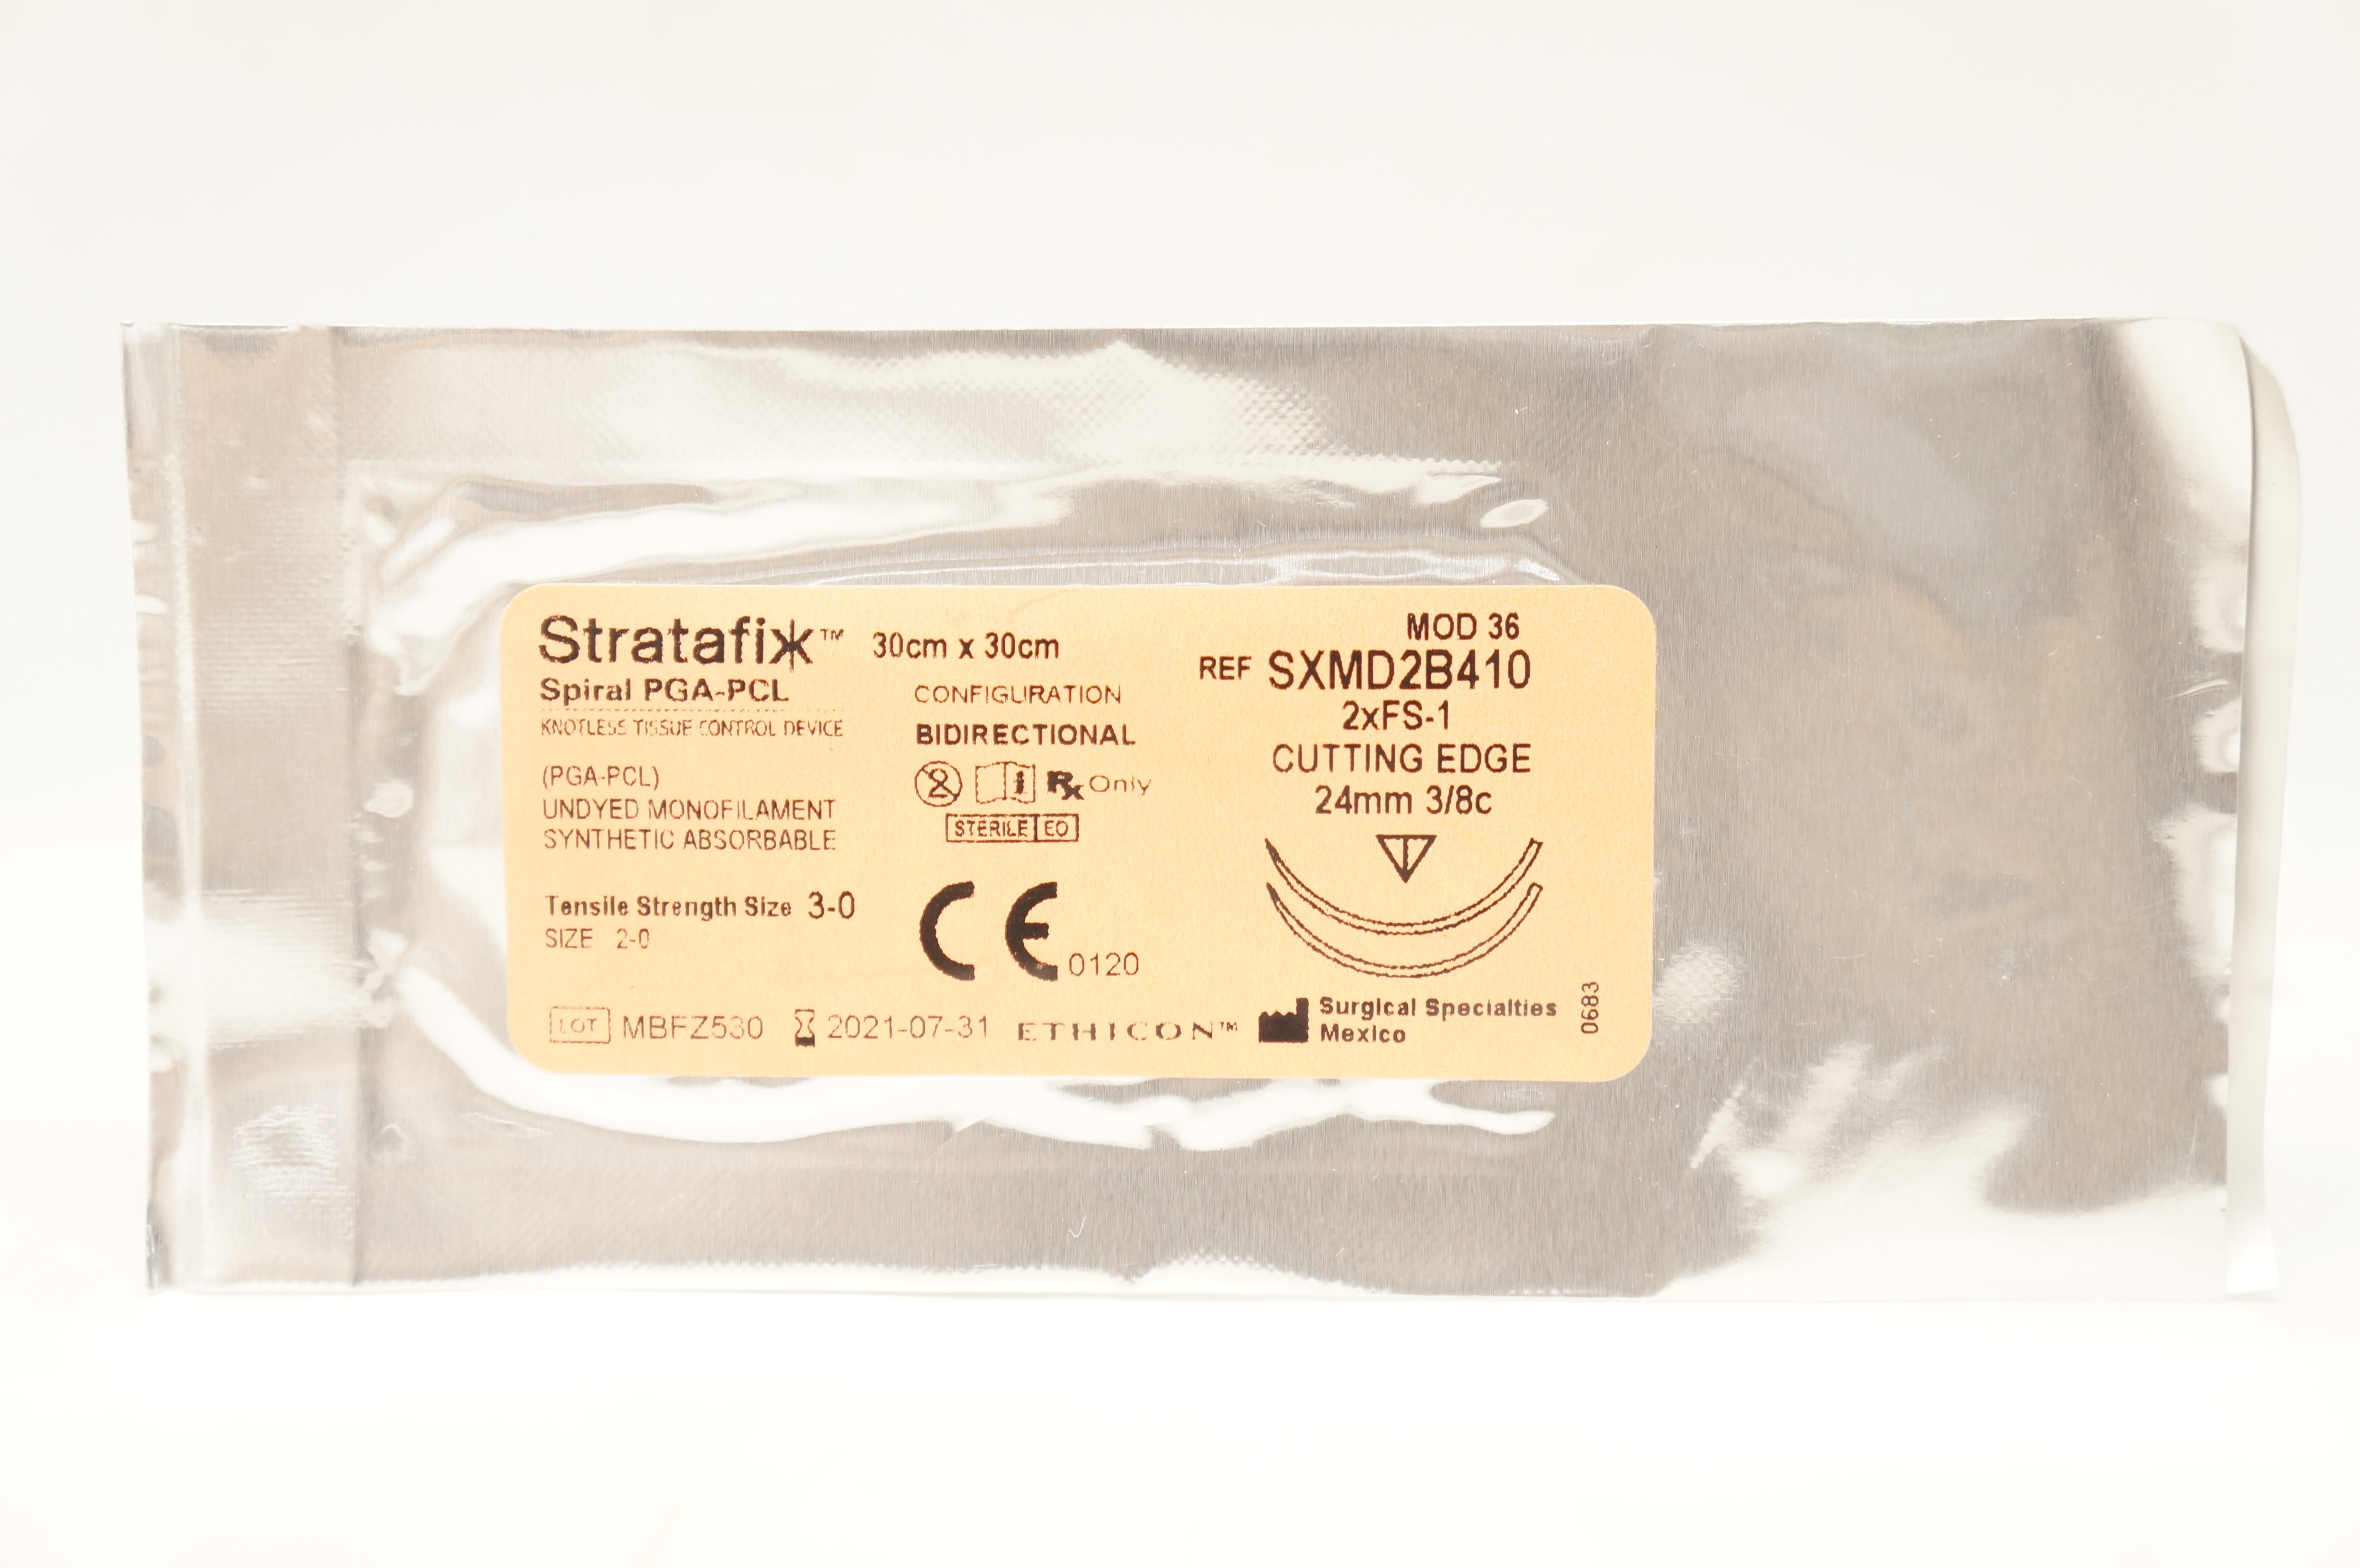 Stratafix™ 30cm x 30cm
Spiral PGA-PCL
KNOTLESS TISSUE CONTROL DEVICE
(PGA-PCL)
UNDYED MONOFILAMENT
SYNTHETIC ABSORBABLE
Tensile Strength Size 3-0
SIZE 2-0
CONFIGURATION
BIDIRECTIONAL
2 i Rx Only
STERILE EO
CE 0120
MOD 36
REF SXMD2B410
2xFS-1
CUTTING EDGE
24mm 3/8c
LOT MBFZ530 2021-07-31 ETHICON™
Surgical Specialties
Mexico
0683